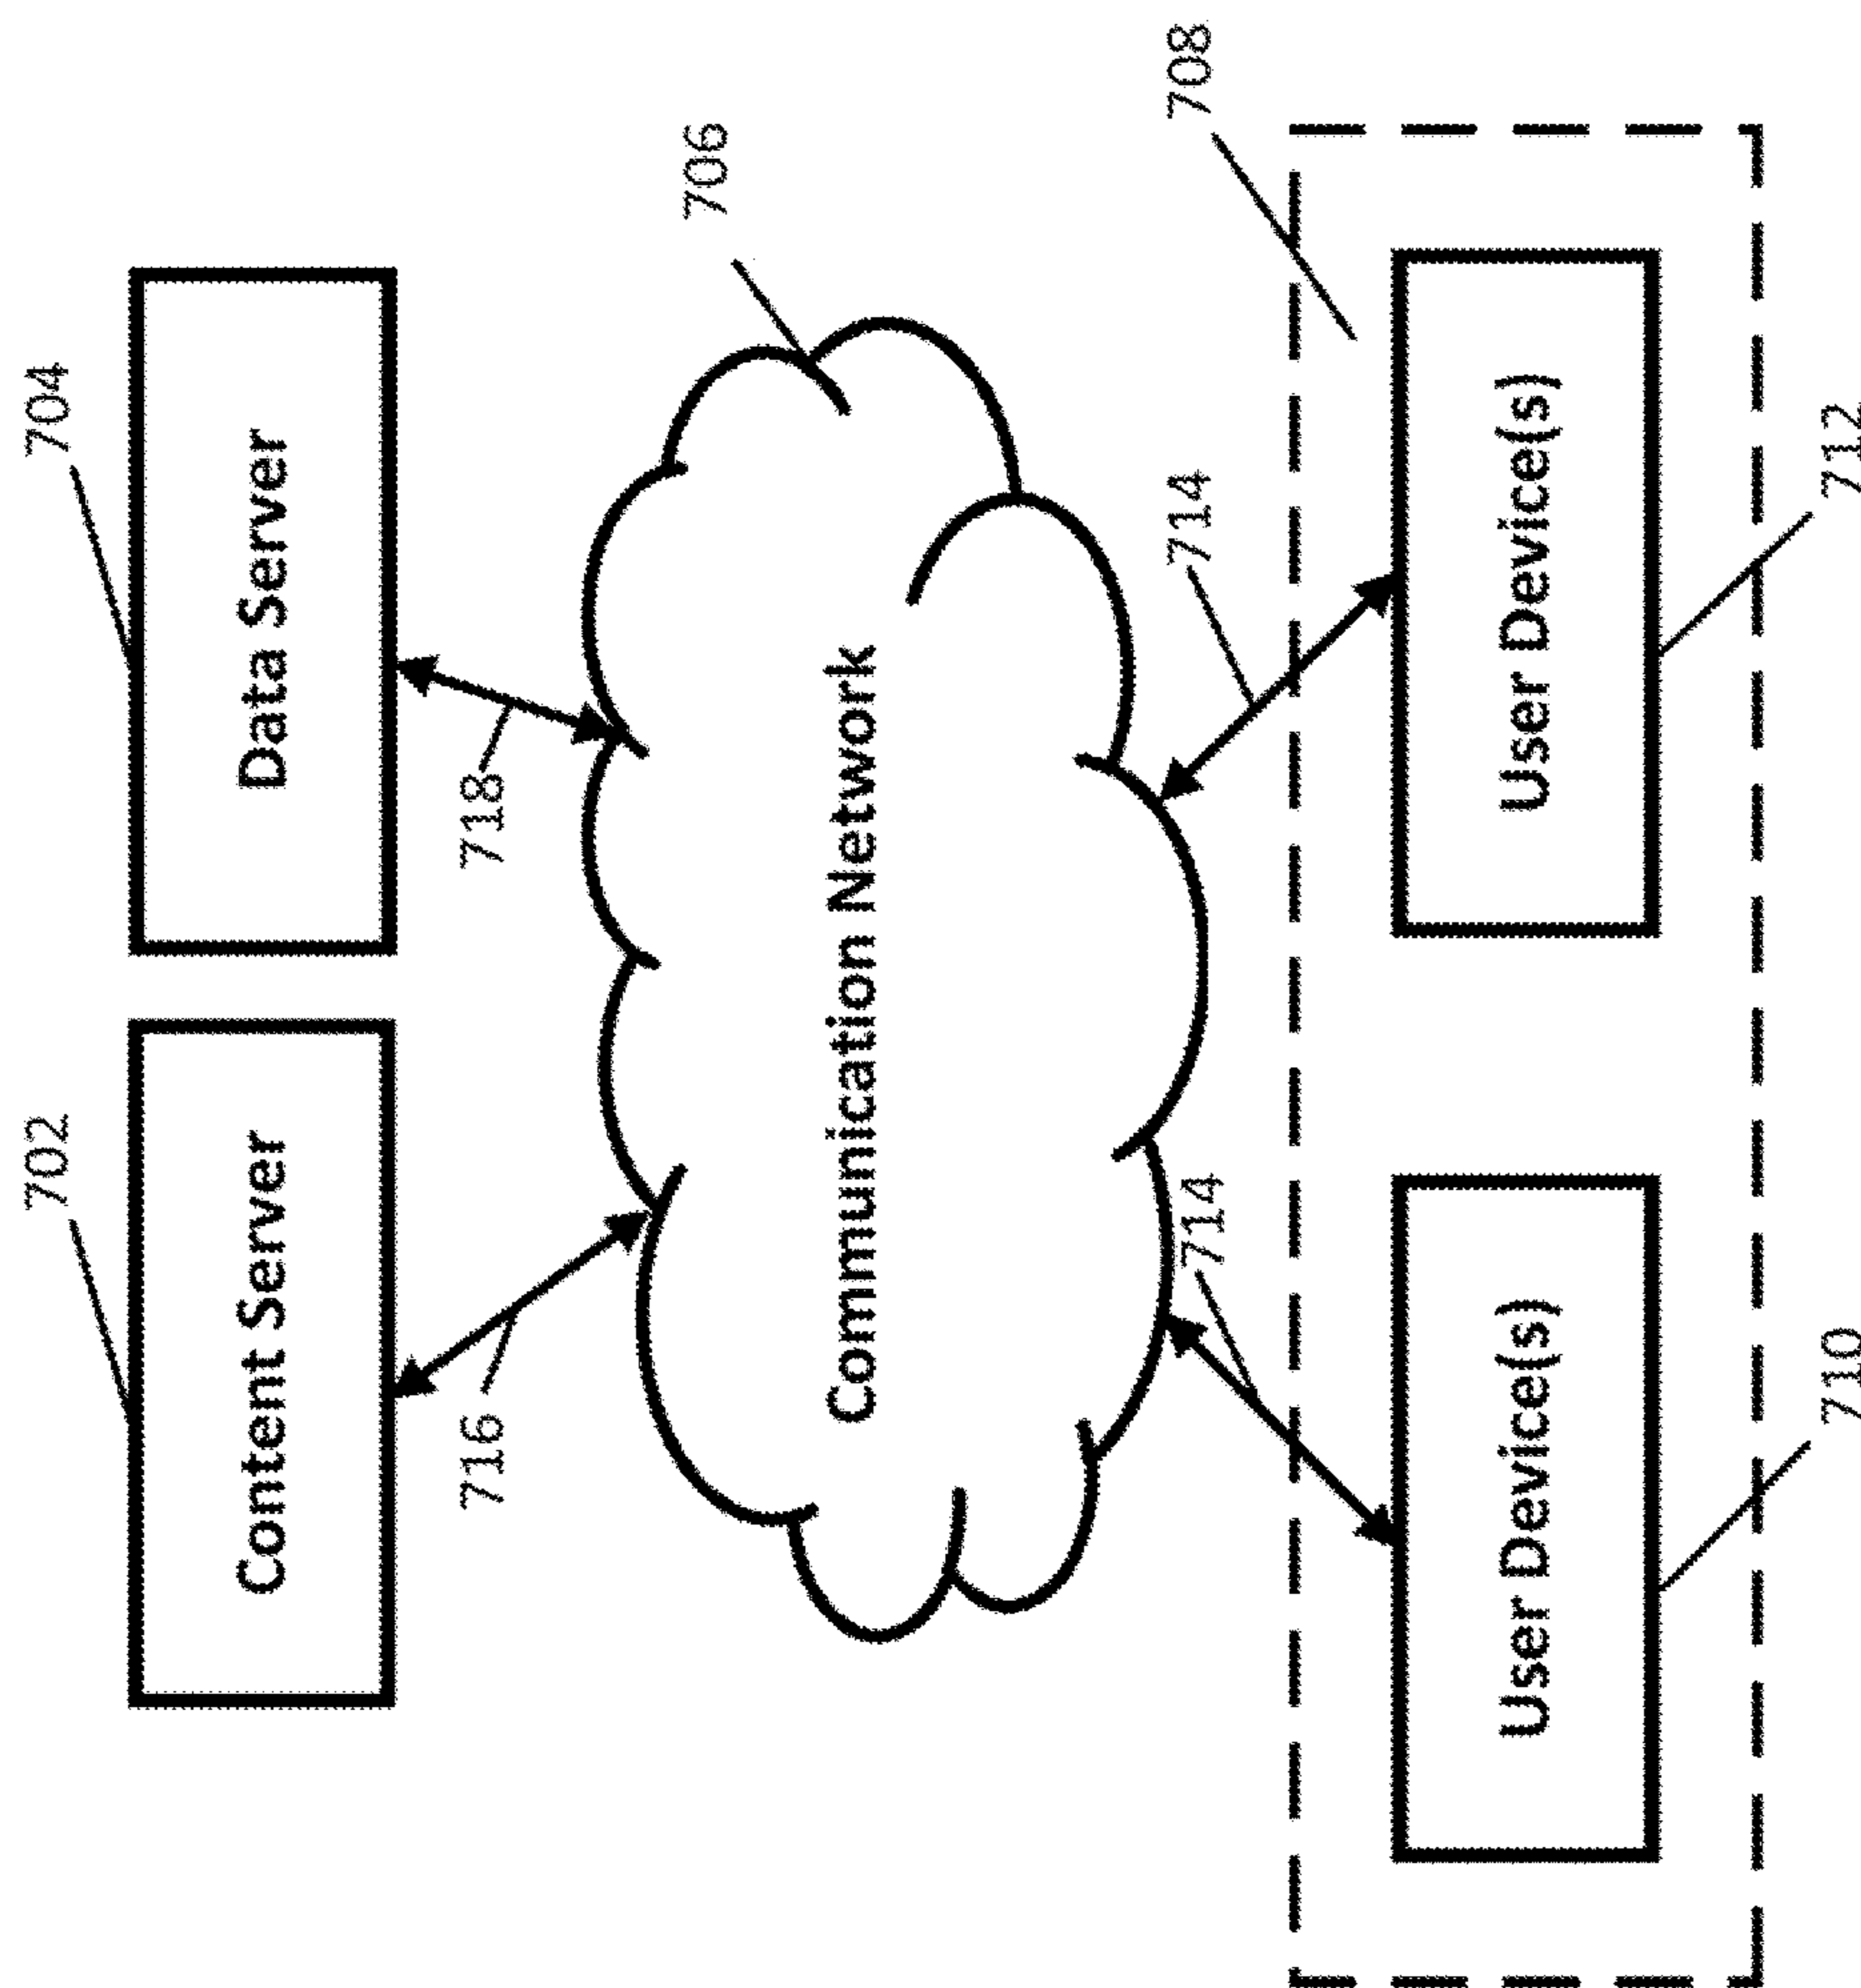 702
704
Content Server
Data Server
716
718
706
Communication Network
714
714
708
User Device(s)
User Device(s)
710
712